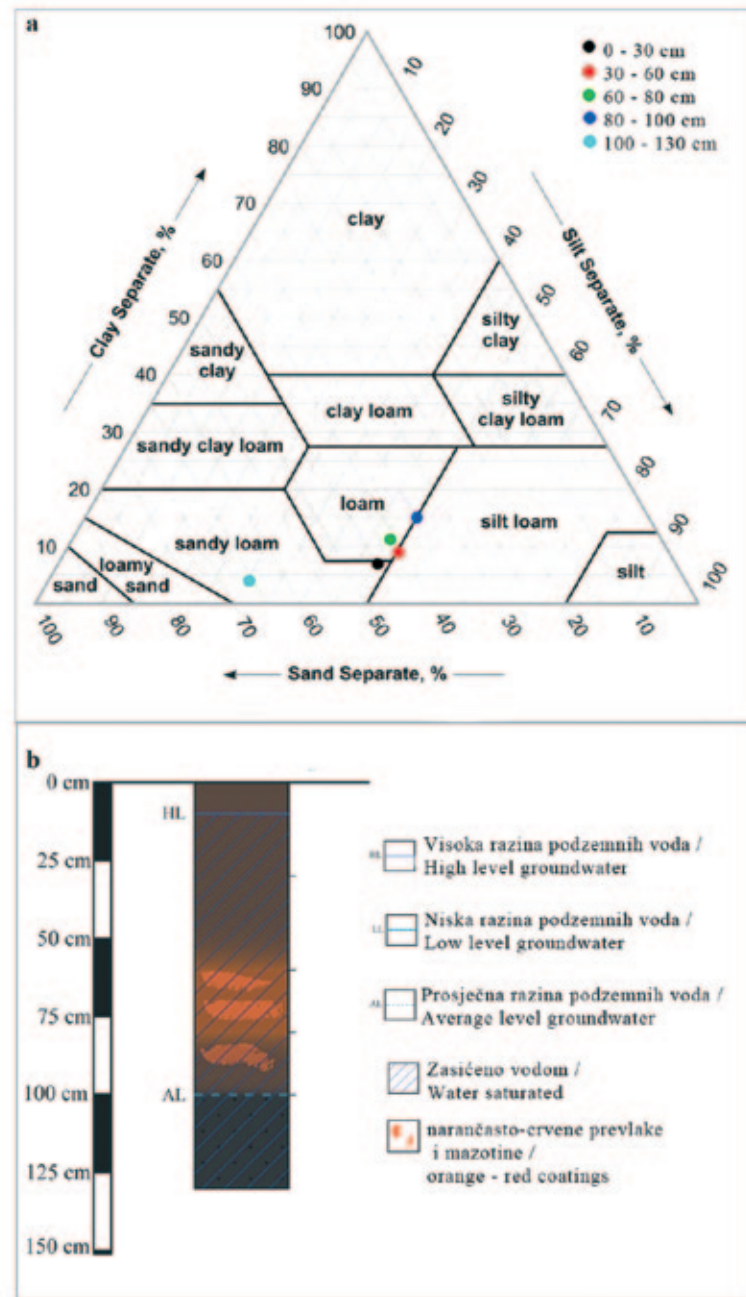 a
0 - 30 cm
30 - 60 cm
60 - 80 cm
80 - 100 cm
100 - 130 cm
100
90
80
70
60
50
40
30
20
10
Clay Separate, %
10
20
30
40
50
60
70
80
90
100
Silt Separate, %
clay
silty
clay
sandy
clay
clay loam
silty
clay loam
sandy clay loam
loam
silt loam
sandy loam
loamy
sand
sand
silt
100
90
80
70
60
50
40
30
20
10
Sand Separate, %
b
0 cm
25 cm
50 cm
75 cm
100 cm
125 cm
150 cm
HL
AL
HL
Visoka razina podzemnih voda /
High level groundwater
LL
Niska razina podzemnih voda /
Low level groundwater
AL
Prosječna razina podzemnih voda /
Average level groundwater
Zasićeno vodom /
Water saturated
narančasto-crvene prevlake
i mazotine /
orange - red coatings